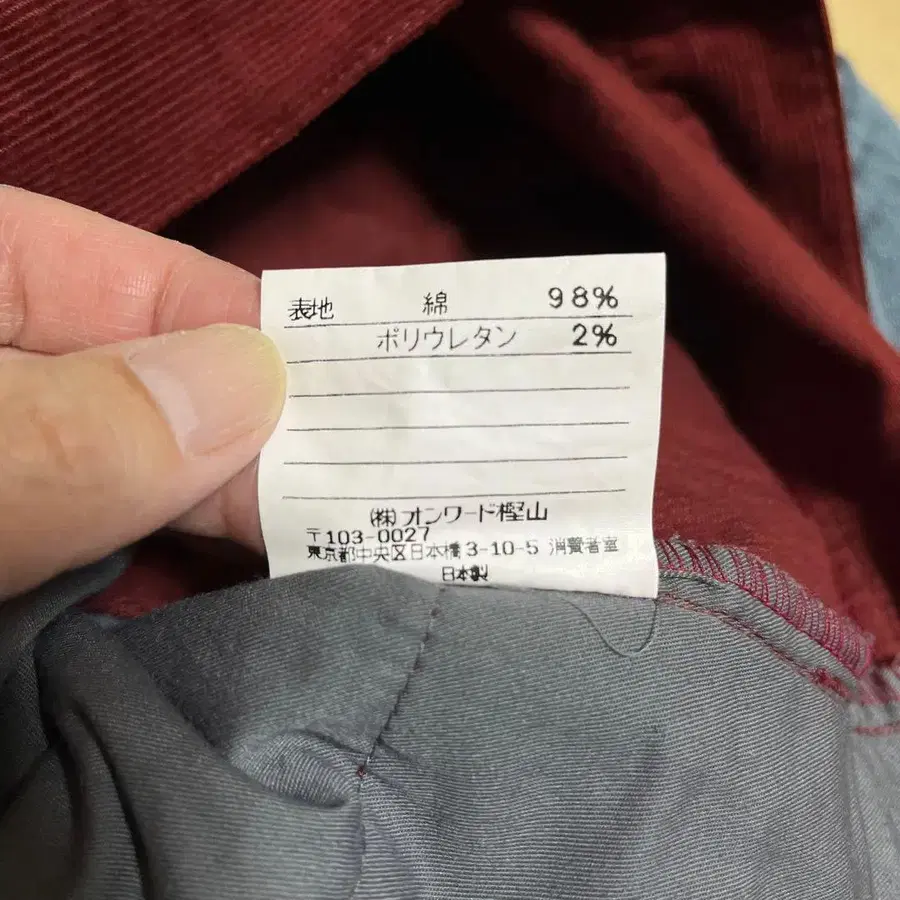 表地 綿 98%
ポリウレタン 2%
㈱オンワード樫山
〒103-0027
東京都中央区日本橋3-10-5 消費者室
日本製